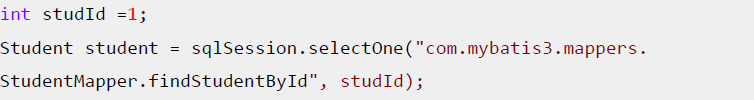 int studId =1;
Student student = sqlSession.selectOne("com.mybatis3.mappers.
StudentMapper.findStudentById", studId);